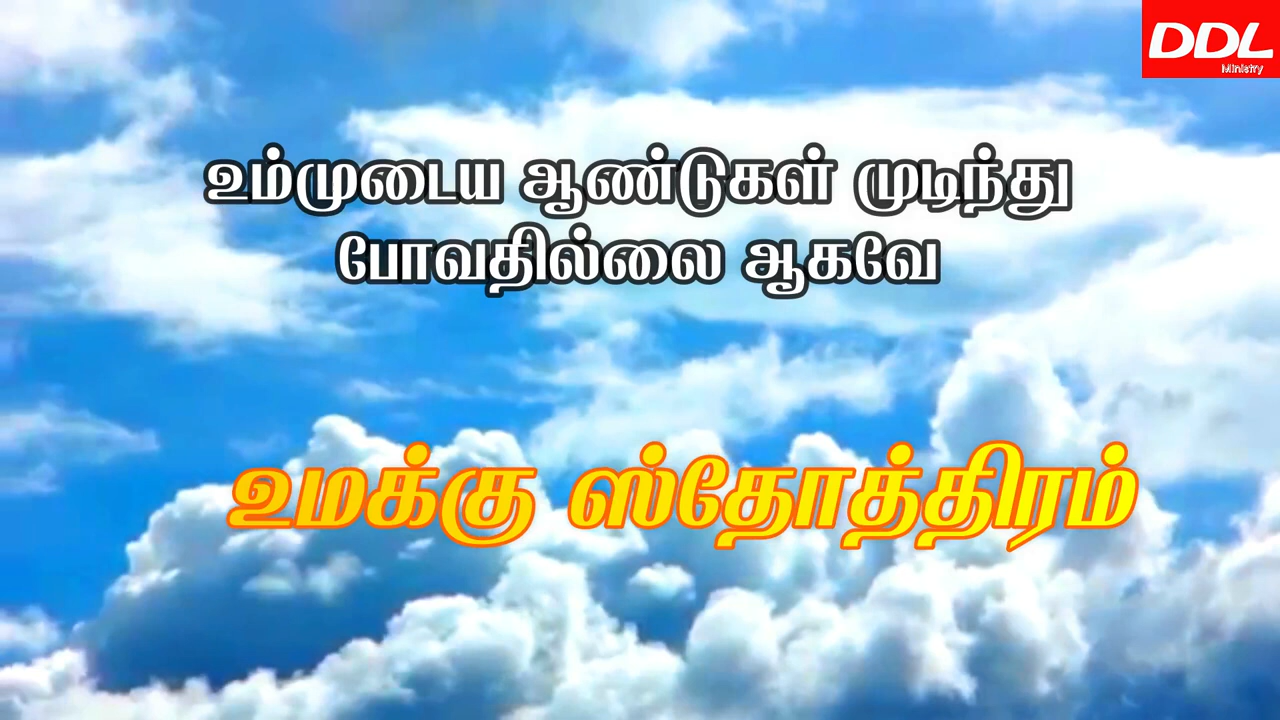 DDL
Ministry
உம்முடைய ஆண்டுகள் முடிந்து
போவதில்லை ஆகவே
உமக்கு ஸ்தோத்திரம்